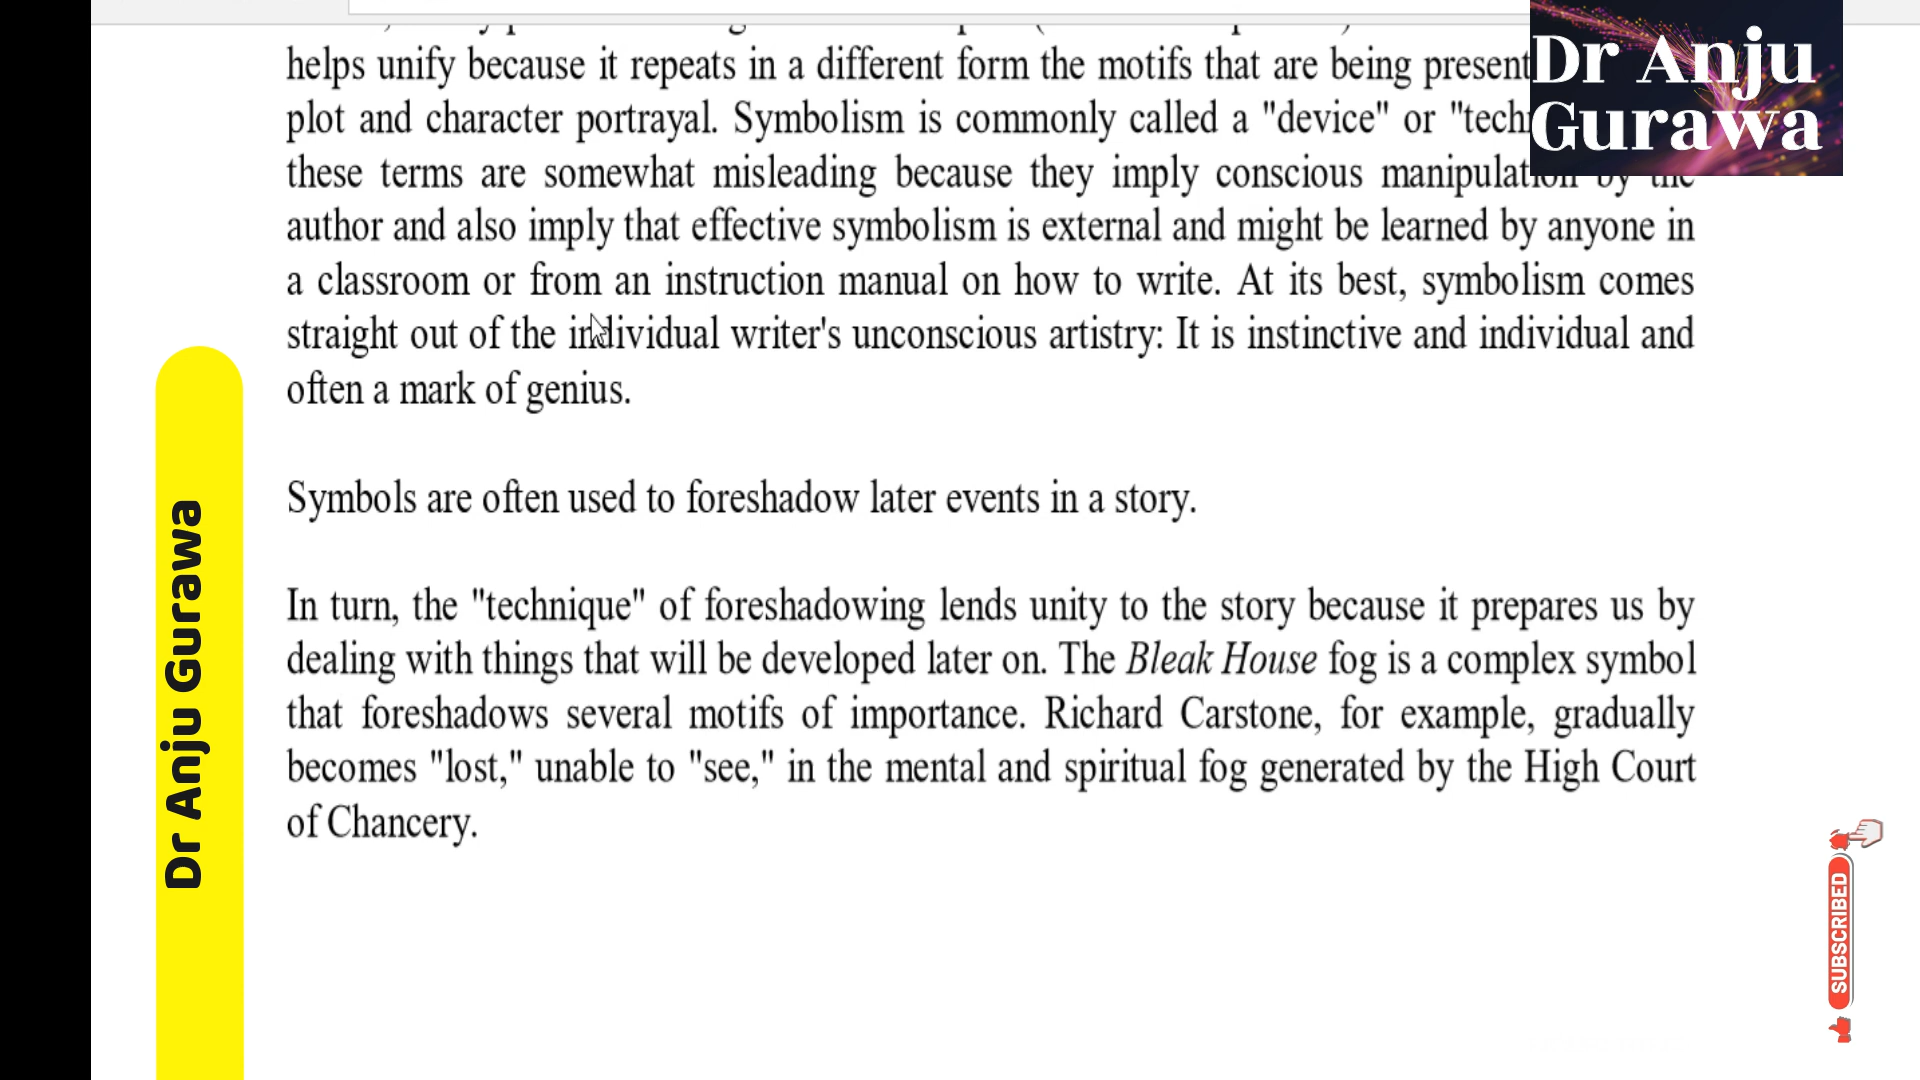 helps unify because it repeats in a different form the motifs that are being present
plot and character portrayal. Symbolism is commonly called a "device" or "techn
these terms are somewhat misleading because they imply conscious manipulation by the
author and also imply that effective symbolism is external and might be learned by anyone in
a classroom or from an instruction manual on how to write. At its best, symbolism comes
straight out of the individual writer's unconscious artistry: It is instinctive and individual and
often a mark of genius.
Symbols are often used to foreshadow later events in a story.
In turn, the "technique" of foreshadowing lends unity to the story because it prepares us by
dealing with things that will be developed later on. The Bleak House fog is a complex symbol
that foreshadows several motifs of importance. Richard Carstone, for example, gradually
becomes "lost," unable to "see," in the mental and spiritual fog generated by the High Court
of Chancery.
Dr Anju
Gurawa
Dr Anju Gurawa
SUBSCRIBED